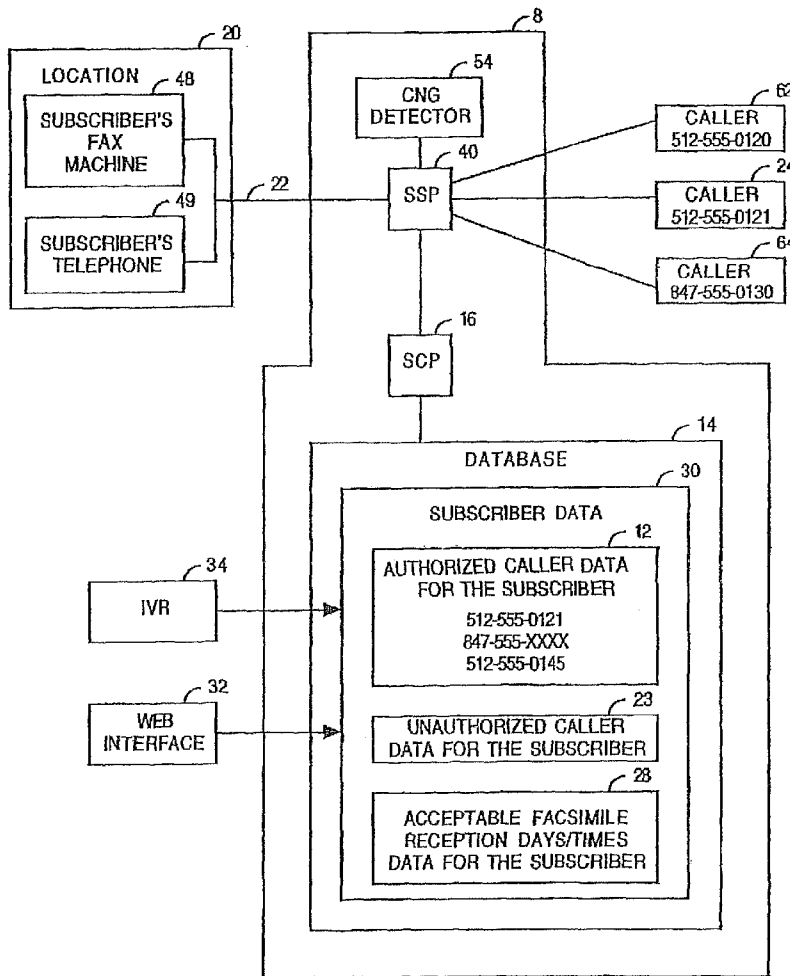 20
LOCATION
48
SUBSCRIBER'S
FAX
MACHINE
49
SUBSCRIBER'S
TELEPHONE
22
8
54
CNG
DETECTOR
40
SSP
62
CALLER
512-555-0120
24
CALLER
512-555-0121
64
CALLER
847-555-0130
16
SCP
14
DATABASE
30
SUBSCRIBER DATA
12
AUTHORIZED CALLER DATA
FOR THE SUBSCRIBER
512-555-0121
847-555-XXXX
512-555-0145
34
IVR
32
WEB
INTERFACE
23
UNAUTHORIZED CALLER
DATA FOR THE SUBSCRIBER
28
ACCEPTABLE FACSIMILE
RECEPTION DAYS/TIMES
DATA FOR THE SUBSCRIBER